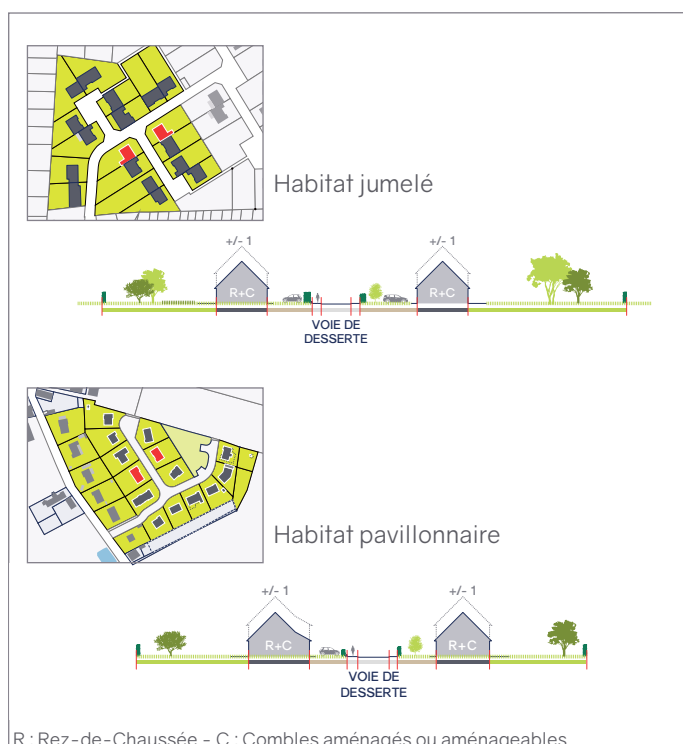 Habitat jumelé
+/- 1
+/- 1
R+C
R+C
VOIE DE
DESSERTE
Habitat pavillonnaire
+/- 1
+/- 1
R+C
R+C
VOIE DE
DESSERTE
R : Rez-de-Chaussée - C : Combles aménagés ou aménageables